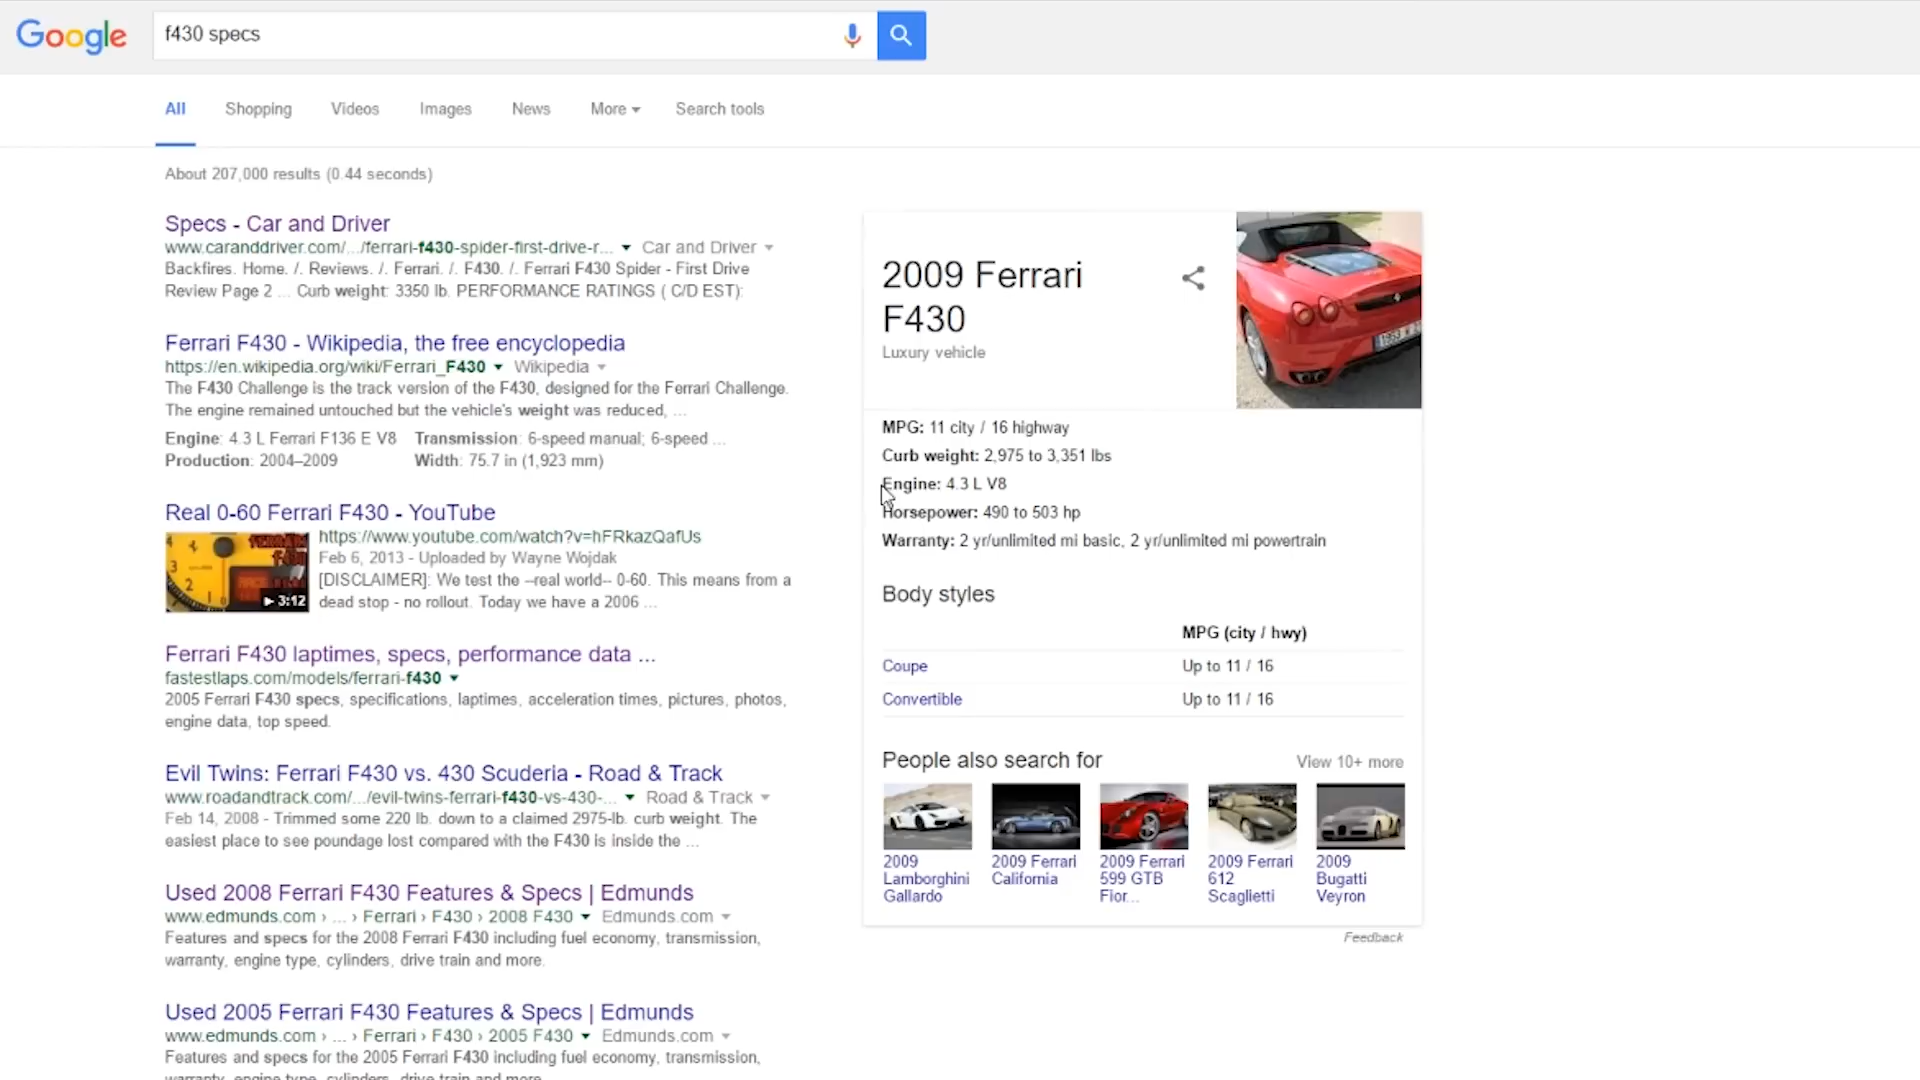 Google
f430 specs
All Shopping Videos Images News More Search tools
About 207,000 results (0.44 seconds)
Specs - Car and Driver
www.caranddriver.com/.../ferrari-f430-spider-first-drive-r... Car and Driver
Backfires. Home. /. Reviews. /. Ferrari. /. F430. /. Ferrari F430 Spider - First Drive
Review Page 2 ... Curb weight: 3350 lb. PERFORMANCE RATINGS ( C/D EST):
Ferrari F430 - Wikipedia, the free encyclopedia
https://en.wikipedia.org/wiki/Ferrari_F430 Wikipedia
The F430 Challenge is the track version of the F430, designed for the Ferrari Challenge.
The engine remained untouched but the vehicle's weight was reduced, ...
Engine: 4.3 L Ferrari F136 E V8 Transmission: 6-speed manual; 6-speed ...
Production: 2004–2009 Width: 75.7 in (1,923 mm)
Real 0-60 Ferrari F430 - YouTube
https://www.youtube.com/watch?v=hFRkazQafUs
Feb 6, 2013 - Uploaded by Wayne Wojdak
[DISCLAIMER]: We test the --real world-- 0-60. This means from a
dead stop - no rollout. Today we have a 2006 ...
3:12
Ferrari F430 laptimes, specs, performance data ...
fastestlaps.com/models/ferrari-f430
2005 Ferrari F430 specs, specifications, laptimes, acceleration times, pictures, photos,
engine data, top speed.
Evil Twins: Ferrari F430 vs. 430 Scuderia - Road & Track
www.roadandtrack.com/.../evil-twins-ferrari-f430-vs-430-... Road & Track
Feb 14, 2008 - Trimmed some 220 lb. down to a claimed 2975-lb. curb weight. The
easiest place to see poundage lost compared with the F430 is inside the ...
Used 2008 Ferrari F430 Features & Specs | Edmunds
www.edmunds.com › ... › Ferrari › F430 › 2008 F430 Edmunds.com
Features and specs for the 2008 Ferrari F430 including fuel economy, transmission,
warranty, engine type, cylinders, drive train and more.
Used 2005 Ferrari F430 Features & Specs | Edmunds
www.edmunds.com › ... › Ferrari › F430 › 2005 F430 Edmunds.com
Features and specs for the 2005 Ferrari F430 including fuel economy, transmission,
warranty, engine type, cylinders, drive train and more.
2009 Ferrari
F430
Luxury vehicle
MPG: 11 city / 16 highway
Curb weight: 2,975 to 3,351 lbs
Engine: 4.3 L V8
Horsepower: 490 to 503 hp
Warranty: 2 yr/unlimited mi basic, 2 yr/unlimited mi powertrain
Body styles
MPG (city / hwy)
Coupe Up to 11 / 16
Convertible Up to 11 / 16
People also search for View 10+ more
2009 Lamborghini Gallardo
2009 Ferrari California
2009 Ferrari 599 GTB Fior...
2009 Ferrari 612 Scaglietti
2009 Bugatti Veyron
Feedback